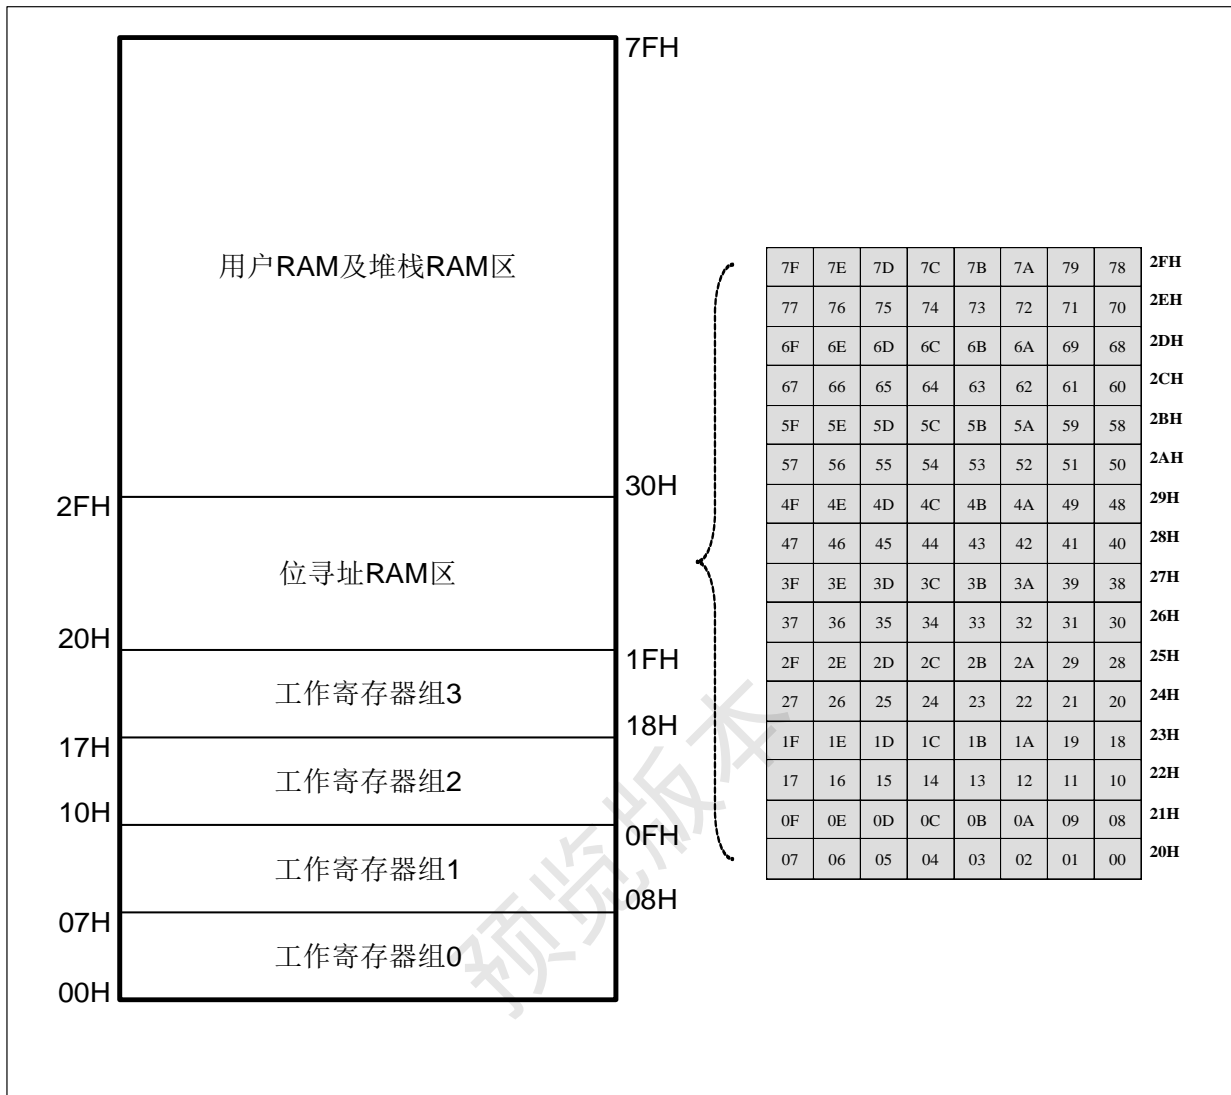 7FH
用户RAM及堆栈RAM区
30H
2FH
位寻址RAM区
20H
1FH
工作寄存器组3
18H
17H
工作寄存器组2
10H
0FH
工作寄存器组1
08H
07H
工作寄存器组0
00H
7F 7E 7D 7C 7B 7A 79 78 2FH
77 76 75 74 73 72 71 70 2EH
6F 6E 6D 6C 6B 6A 69 68 2DH
67 66 65 64 63 62 61 60 2CH
5F 5E 5D 5C 5B 5A 59 58 2BH
57 56 55 54 53 52 51 50 2AH
4F 4E 4D 4C 4B 4A 49 48 29H
47 46 45 44 43 42 41 40 28H
3F 3E 3D 3C 3B 3A 39 38 27H
37 36 35 34 33 32 31 30 26H
2F 2E 2D 2C 2B 2A 29 28 25H
27 26 25 24 23 22 21 20 24H
1F 1E 1D 1C 1B 1A 19 18 23H
17 16 15 14 13 12 11 10 22H
0F 0E 0D 0C 0B 0A 09 08 21H
07 06 05 04 03 02 01 00 20H
预览版本